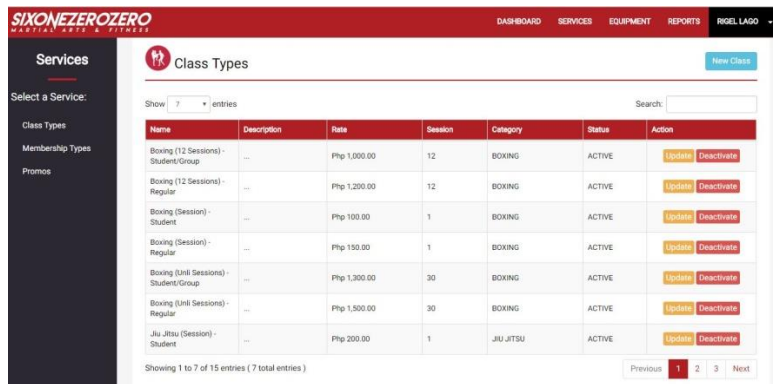 SIXONEZEROZERO
MARTIAL ARTS & FITNESS
DASHBOARD SERVICES EQUIPMENT REPORTS RIGEL LAGO
Services
Select a Service:
Class Types
Membership Types
Promos
Class Types
New Class
Show 7 entries
Search:
Name Description Rate Session Category Status Action
Boxing (12 Sessions) -
Student/Group
... Php 1,000.00 12 BOXING ACTIVE Update Deactivate
Boxing (12 Sessions) -
Regular
... Php 1,200.00 12 BOXING ACTIVE Update Deactivate
Boxing (Session) -
Student
... Php 100.00 1 BOXING ACTIVE Update Deactivate
Boxing (Session) -
Regular
... Php 150.00 1 BOXING ACTIVE Update Deactivate
Boxing (Unli Sessions) -
Student/Group
... Php 1,300.00 30 BOXING ACTIVE Update Deactivate
Boxing (Unli Sessions) -
Regular
... Php 1,500.00 30 BOXING ACTIVE Update Deactivate
Jiu Jitsu (Session) -
Student
... Php 200.00 1 JIU JITSU ACTIVE Update Deactivate
Showing 1 to 7 of 15 entries ( 7 total entries )
Previous 1 2 3 Next